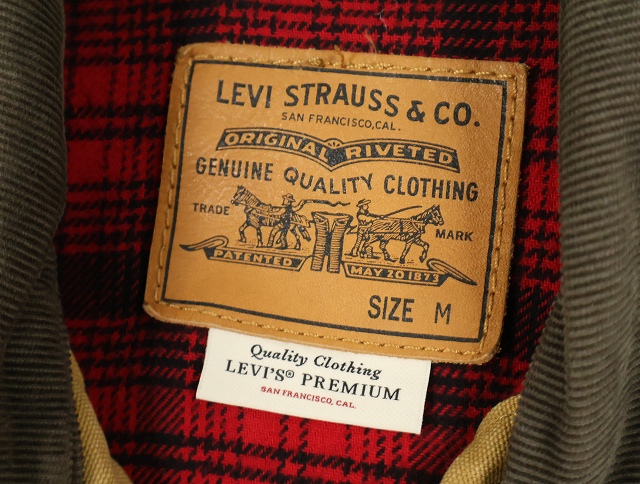 LEVI STRAUSS & CO.
SAN FRANCISCO, CAL.
ORIGINAL RIVETED
GENUINE QUALITY CLOTHING
TRADE MARK
PATENTED MAY 20 1873
SIZE M
Quality Clothing
LEVI'S® PREMIUM
SAN FRANCISCO, CAL.